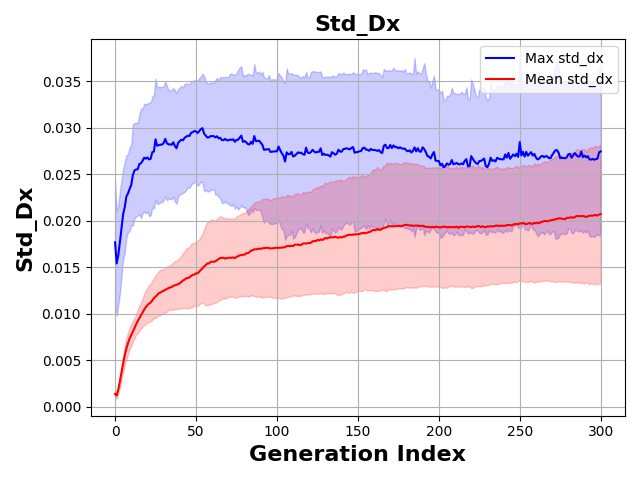 Std_Dx
Max std_dx
Mean std_dx
Std_Dx
0.035
0.030
0.025
0.020
0.015
0.010
0.005
0.000
0 50 100 150 200 250 300
Generation Index